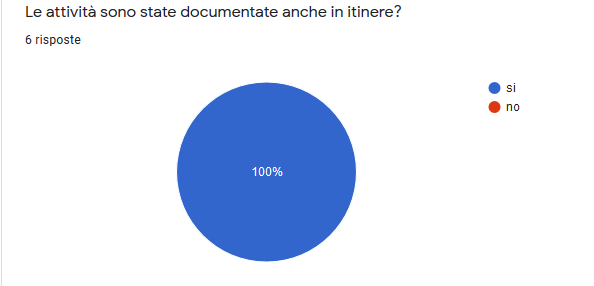 Le attività sono state documentate anche in itinere?
6 risposte
si
no
100%